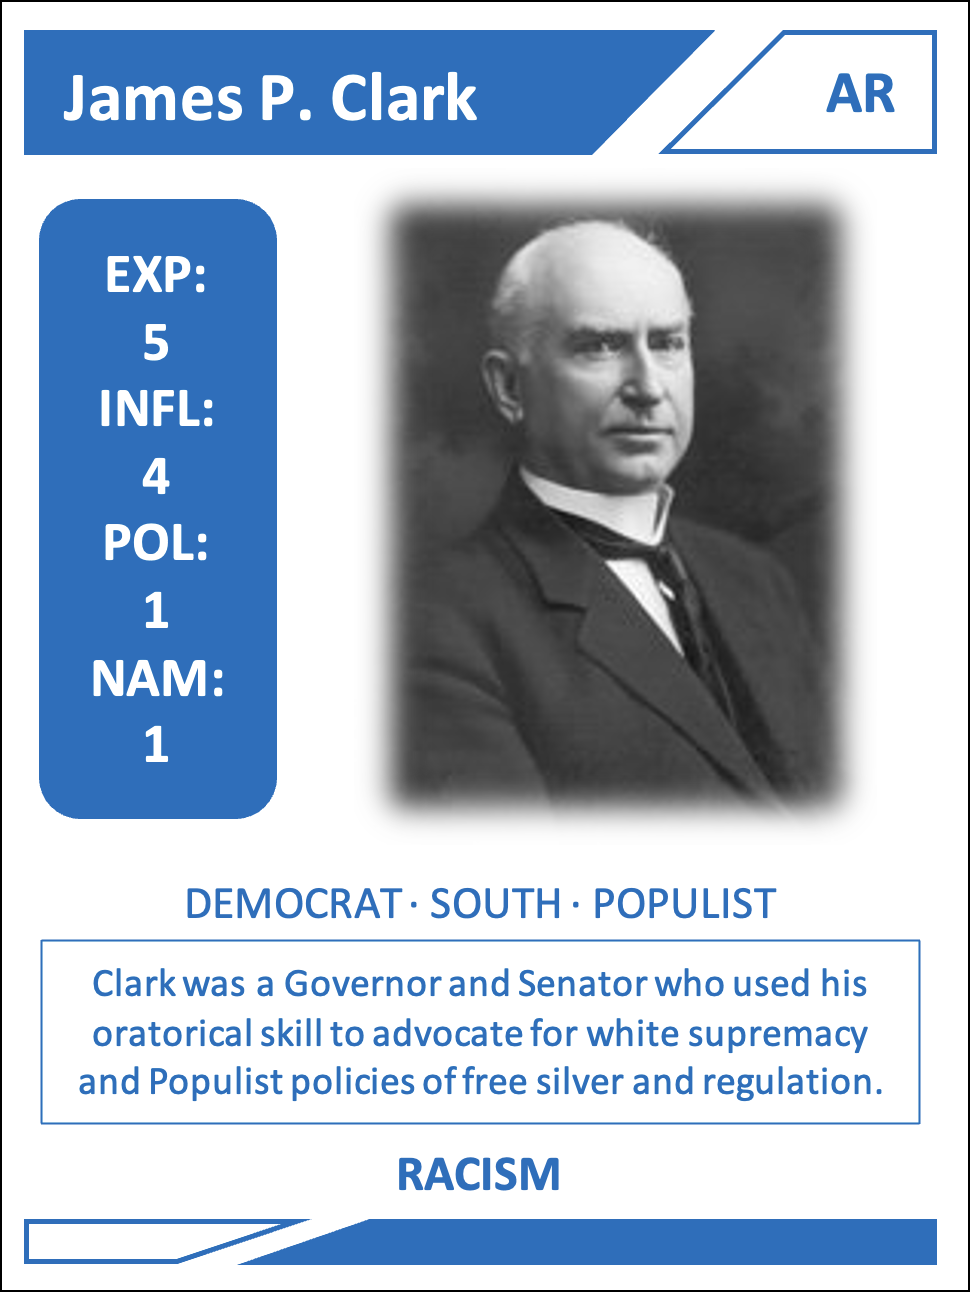 James P. Clark
AR
EXP:
5
INFL:
4
POL:
1
NAM:
1
DEMOCRAT · SOUTH · POPULIST
Clark was a Governor and Senator who used his
oratorical skill to advocate for white supremacy
and Populist policies of free silver and regulation.
RACISM